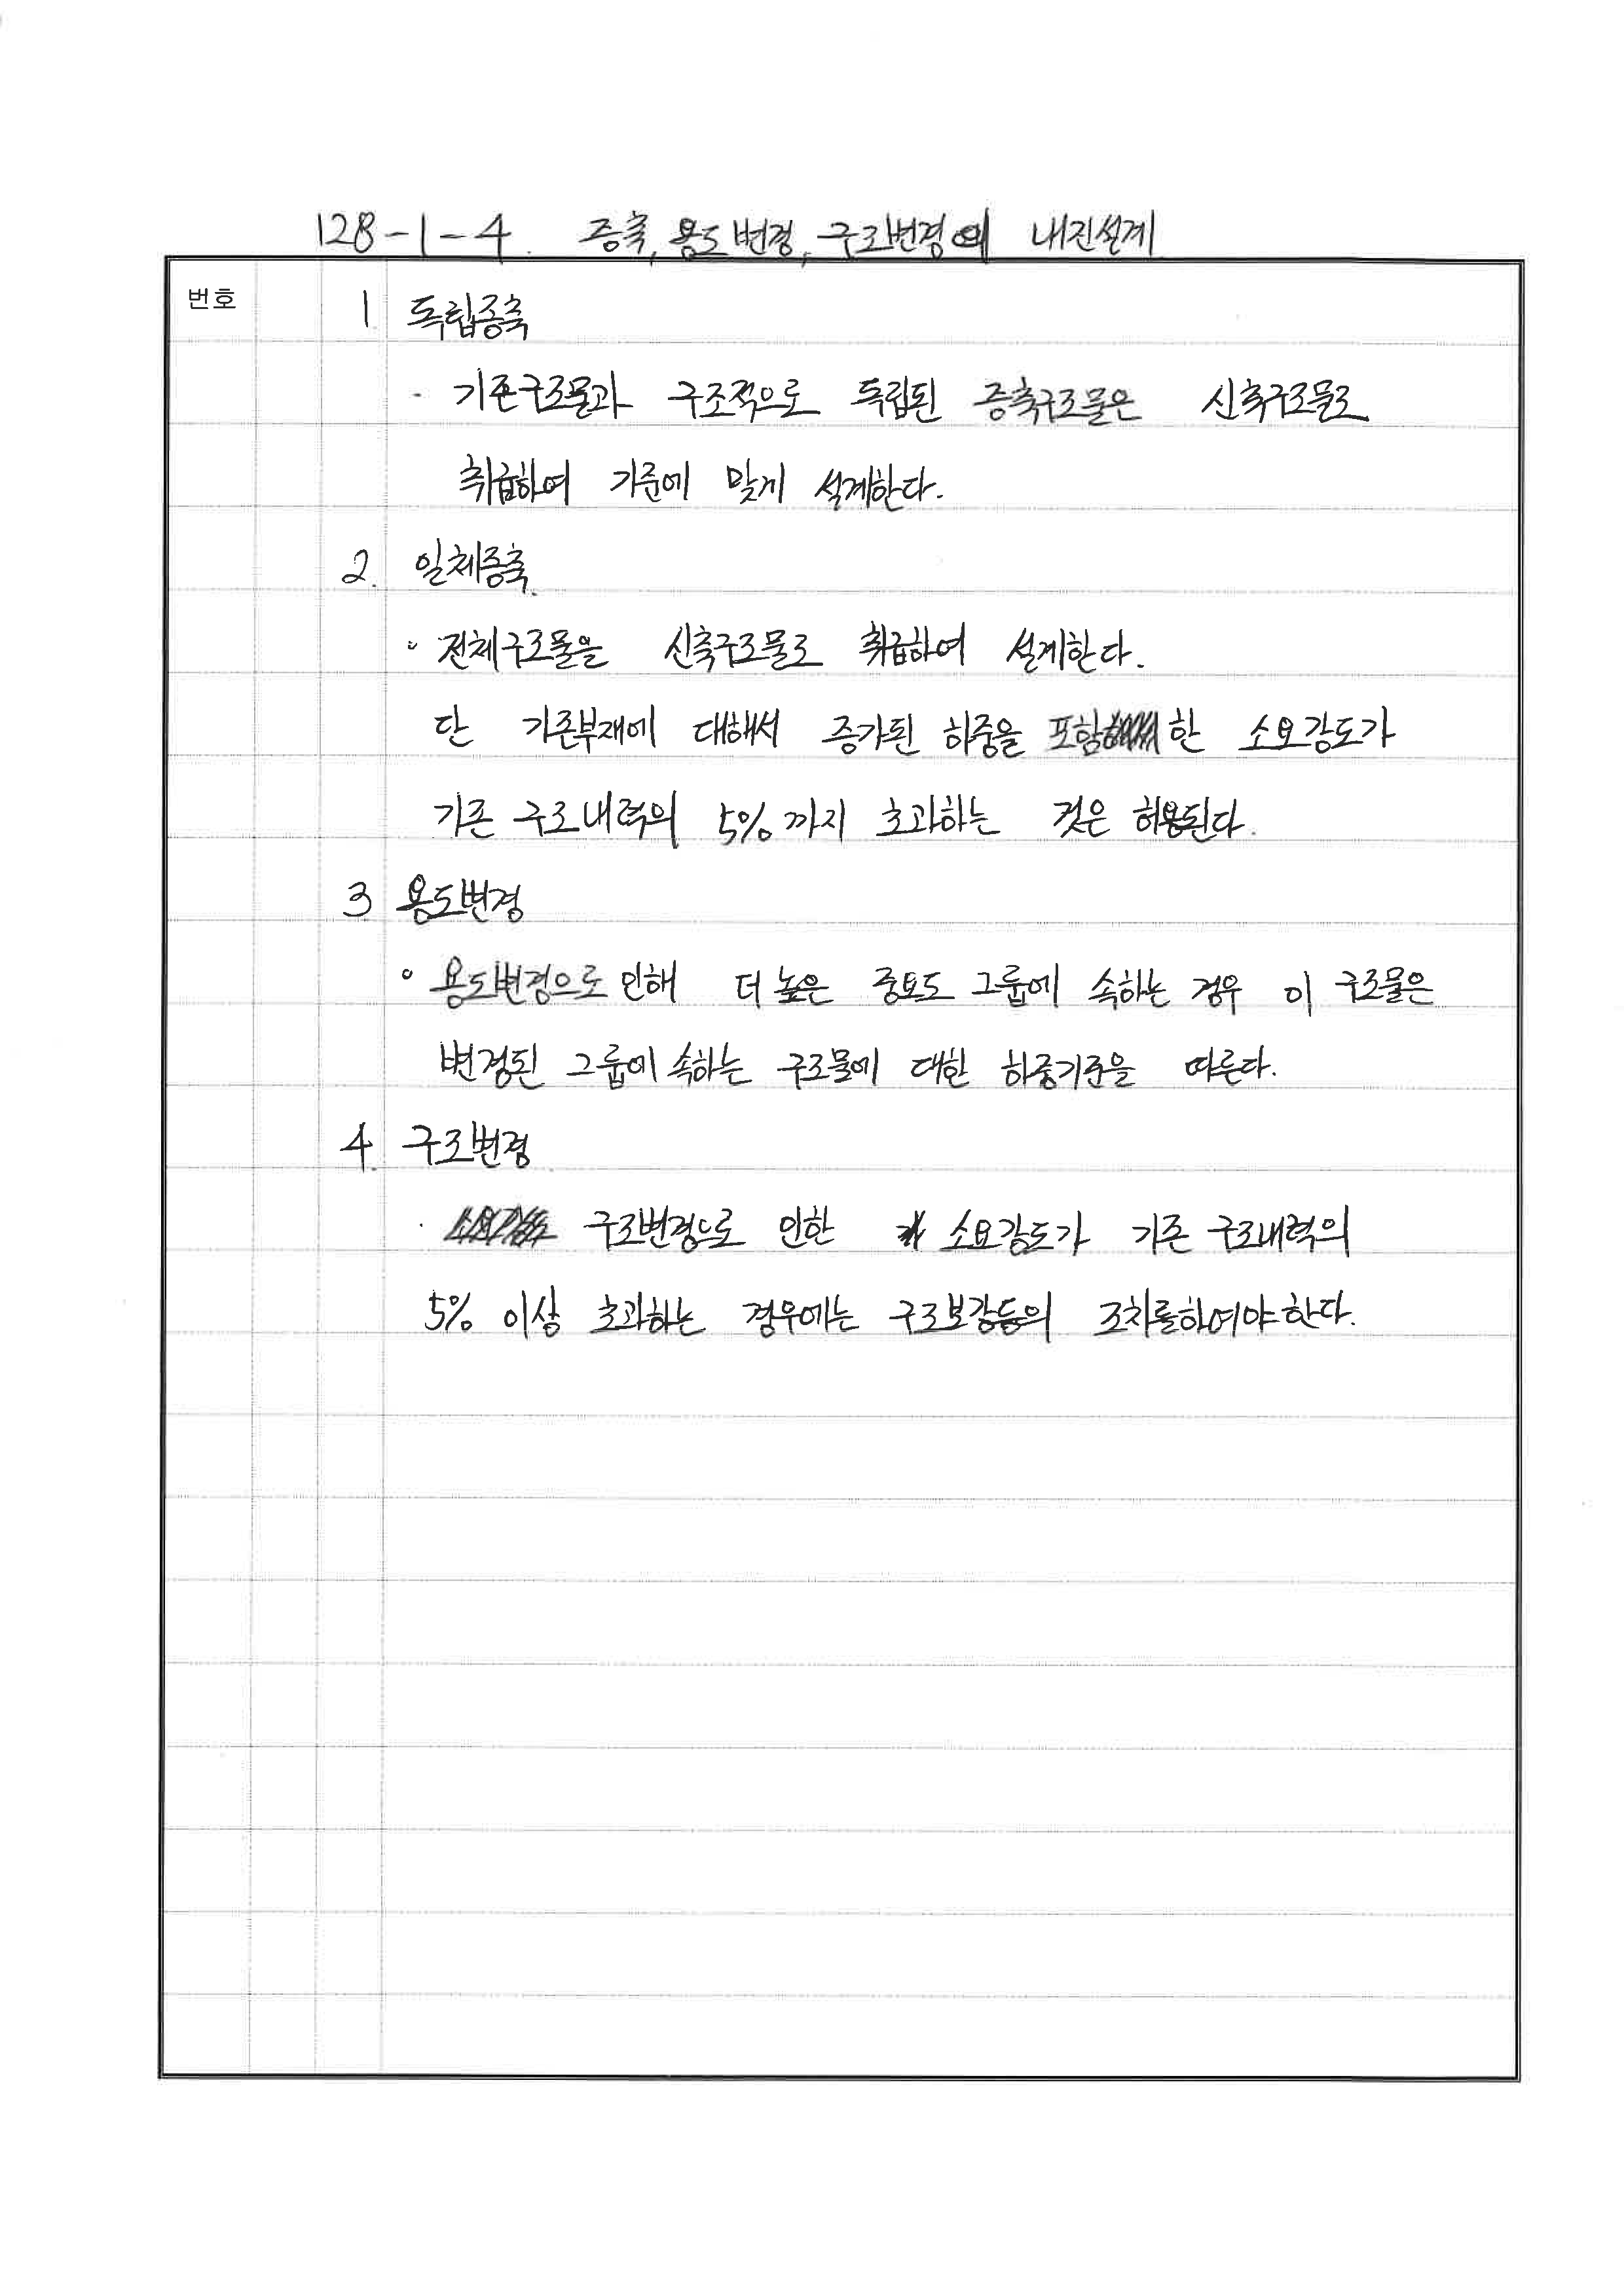 128-1-4. 증축, 용도변경, 구조변경의 내진설계
번호
1 독립증축
· 기존구조물과 구조적으로 독립된 증축구조물은 신축구조물로
취급하여 기준에 맞게 설계한다.
2. 일체증축.
· 전체구조물을 신축구조물로 취급하여 설계한다.
단 기존부재에 대해서 증가된 하중을 포함한 소요강도가
기존 구조내력의 5%까지 초과하는 것은 허용된다.
3 용도변경
· 용도변경으로 인해 더 높은 중요도 그룹에 속하는 경우 이 구조물은
변경된 그룹에 속하는 구조물에 대한 하중기준을 따른다.
4. 구조변경
· 구조변경으로 인한 소요강도가 기존 구조내력의
5% 이상 초과하는 경우에는 구조보강등의 조치를하여야한다.